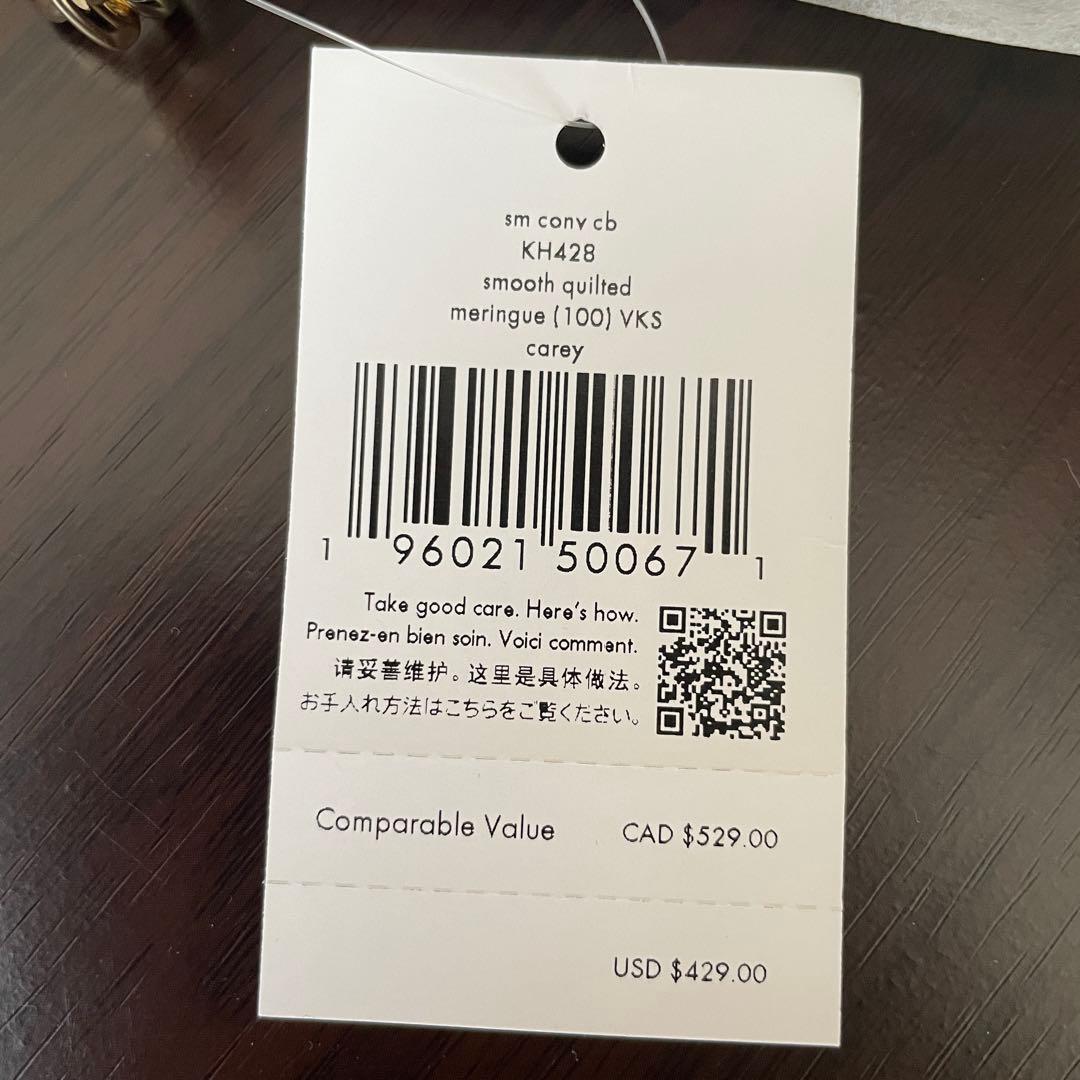 sm conv cb
KH428
smooth quilted
meringue (100) VKS
carey
1 96021 50067 1
Take good care. Here's how.
Prenez-en bien soin. Voici comment.
请妥善维护。这里是具体做法。
お手入れ方法はこちらをご覧ください。
Comparable Value CAD $529.00
USD $429.00